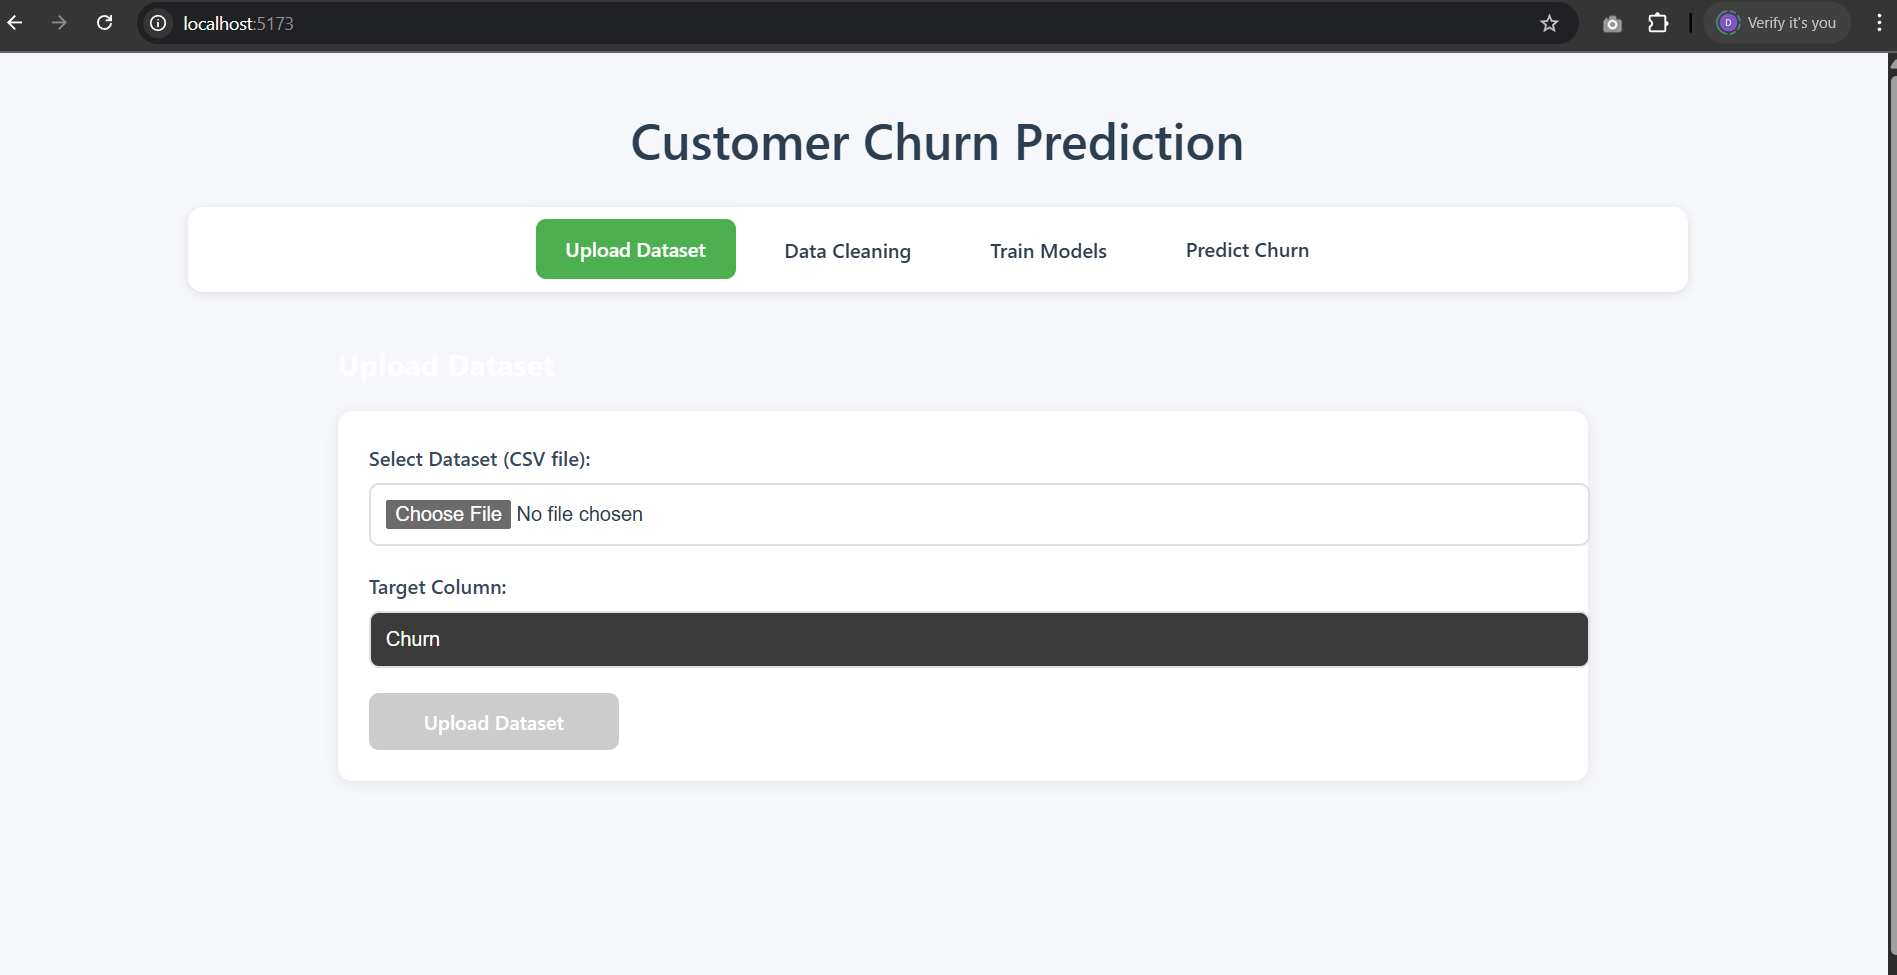 localhost:5173
D Verify it's you
Customer Churn Prediction
Upload Dataset Data Cleaning Train Models Predict Churn
Upload Dataset
Select Dataset (CSV file):
Choose File No file chosen
Target Column:
Churn
Upload Dataset